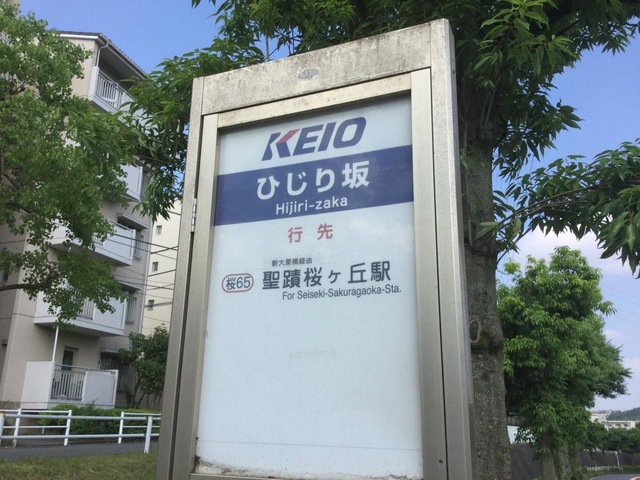 KEIO
ひじり坂
Hijiri-zaka
行先
新大栗橋経由
桜65 聖蹟桜ヶ丘駅
For Seiseki-Sakuragaoka-Sta.